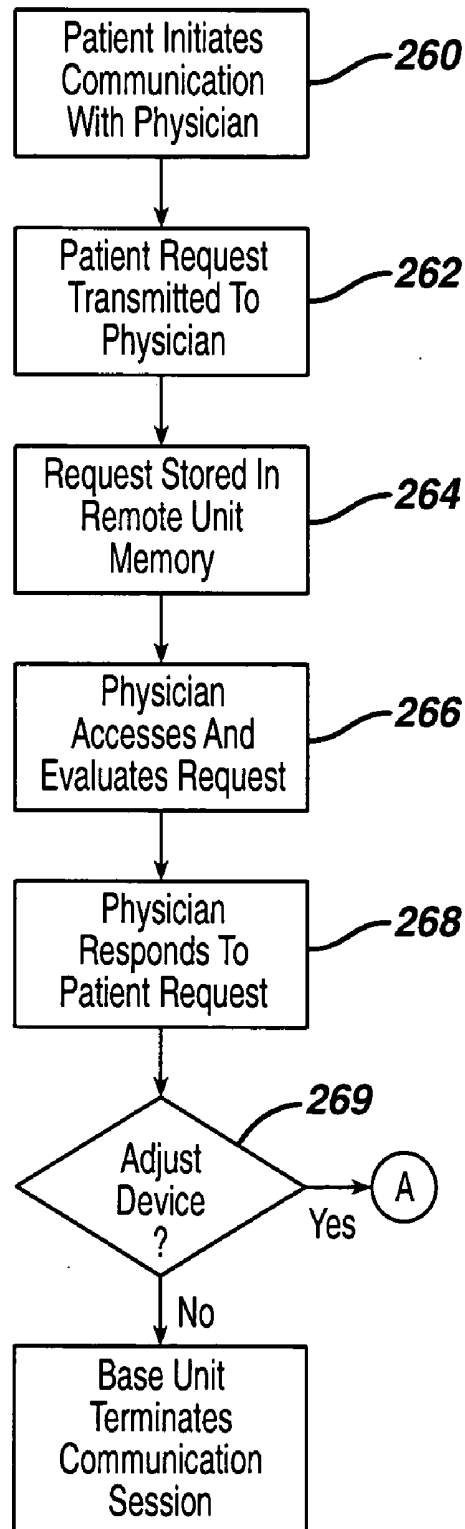 Patient Initiates
Communication
With Physician
260
Patient Request
Transmitted To
Physician
262
Request Stored In
Remote Unit
Memory
264
Physician
Accesses And
Evaluates Request
266
Physician
Responds To
Patient Request
268
269
Adjust
Device
?
Yes
A
No
Base Unit
Terminates
Communication
Session